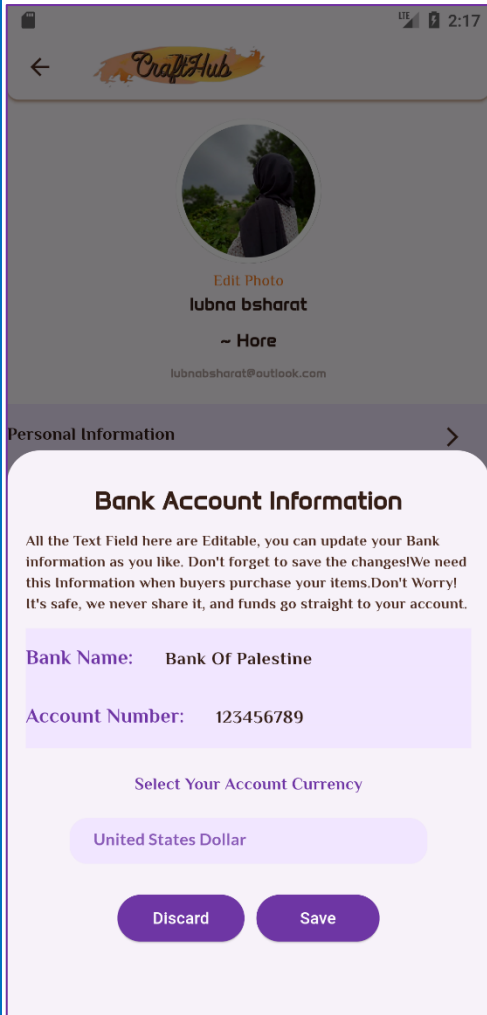 LTE 2:17
CraftHub
Edit Photo
lubna bsharat
~ Hore
lubnabsharat@outlook.com
Personal Information
Bank Account Information
All the Text Field here are Editable, you can update your Bank
information as you like. Don't forget to save the changes!We need
this Information when buyers purchase your items.Don't Worry!
It's safe, we never share it, and funds go straight to your account.
Bank Name: Bank Of Palestine
Account Number: 123456789
Select Your Account Currency
United States Dollar
Discard Save